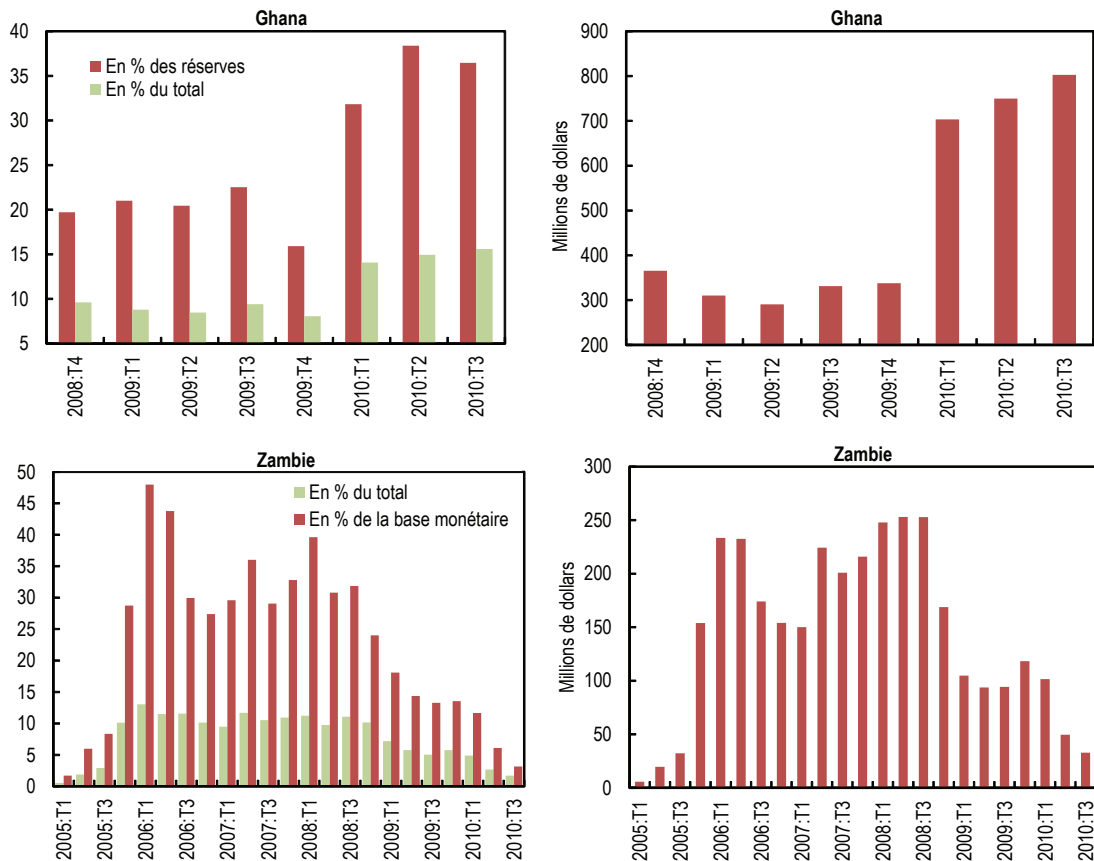 Ghana
40
35
30
25
20
15
10
5
En % des réserves
En % du total
2008:T4
2009:T1
2009:T2
2009:T3
2009:T4
2010:T1
2010:T2
2010:T3
Ghana
Millions de dollars
900
800
700
600
500
400
300
200
2008:T4
2009:T1
2009:T2
2009:T3
2009:T4
2010:T1
2010:T2
2010:T3
Zambie
50
45
40
35
30
25
20
15
10
5
0
En % du total
En % de la base monétaire
2005:T1
2005:T3
2006:T1
2006:T3
2007:T1
2007:T3
2008:T1
2008:T3
2009:T1
2009:T3
2010:T1
2010:T3
Zambie
Millions de dollars
300
250
200
150
100
50
0
2005:T1
2005:T3
2006:T1
2006:T3
2007:T1
2007:T3
2008:T1
2008:T3
2009:T1
2009:T3
2010:T1
2010:T3